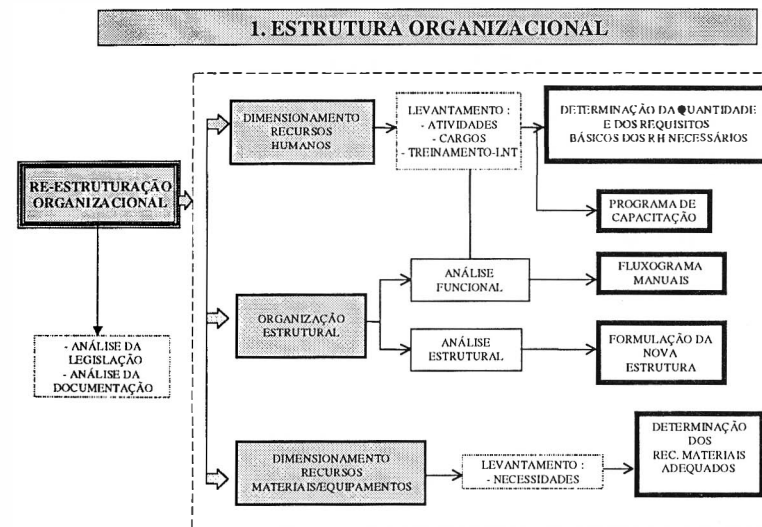 1. ESTRUTURA ORGANIZACIONAL
DIMENSIONAMENTO
RECURSOS
HUMANOS
LEVANTAMENTO :
- ATIVIDADES
- CARGOS
- TREINAMENTO-LNT
DETERMINAÇÃO DA QUANTIDADE
E DOS REQUISITOS
BÁSICOS DOS RH NECESSÁRIOS
RE-ESTRUTURAÇÃO
ORGANIZACIONAL
PROGRAMA DE
CAPACITAÇÃO
ANÁLISE
FUNCIONAL
FLUXOGRAMA
MANUAIS
ORGANIZAÇÃO
ESTRUTURAL
ANÁLISE
ESTRUTURAL
FORMULAÇÃO DA
NOVA
ESTRUTURA
- ANÁLISE DA
LEGISLAÇÃO
- ANÁLISE DA
DOCUMENTAÇÃO
DIMENSIONAMENTO
RECURSOS
MATERIAIS/EQUIPAMENTOS
LEVANTAMENTO :
- NECESSIDADES
DETERMINAÇÃO
DOS
REC. MATERIAIS
ADEQUADOS